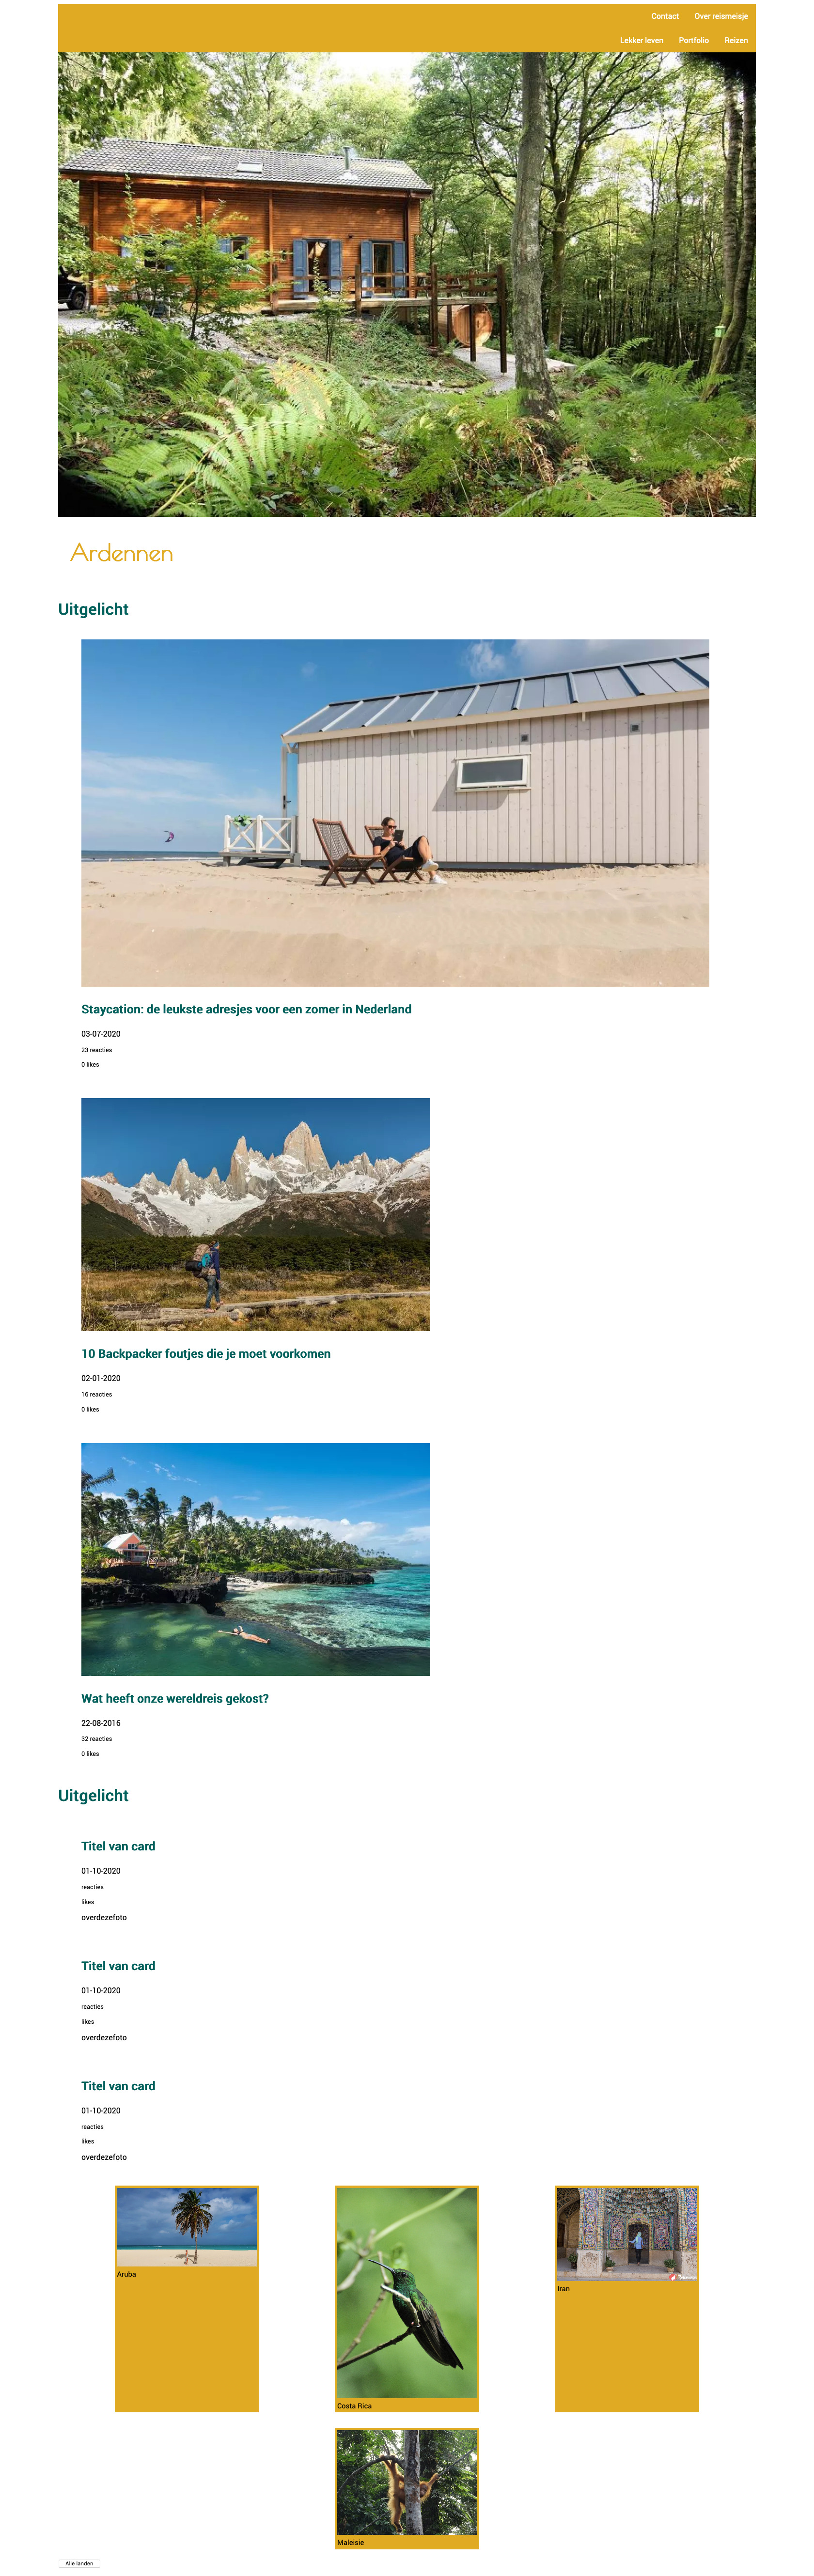 Contact Over reismeisje
Lekker leven Portfolio Reizen
Ardennen
Uitgelicht
Staycation: de leukste adresjes voor een zomer in Nederland
03-07-2020
23 reacties
0 likes
10 Backpacker foutjes die je moet voorkomen
02-01-2020
16 reacties
0 likes
Wat heeft onze wereldreis gekost?
22-08-2016
32 reacties
0 likes
Uitgelicht
Titel van card
01-10-2020
reacties
likes
overdezefoto
Titel van card
01-10-2020
reacties
likes
overdezefoto
Titel van card
01-10-2020
reacties
likes
overdezefoto
Aruba
Costa Rica
Iran
Maleisie
Alle landen